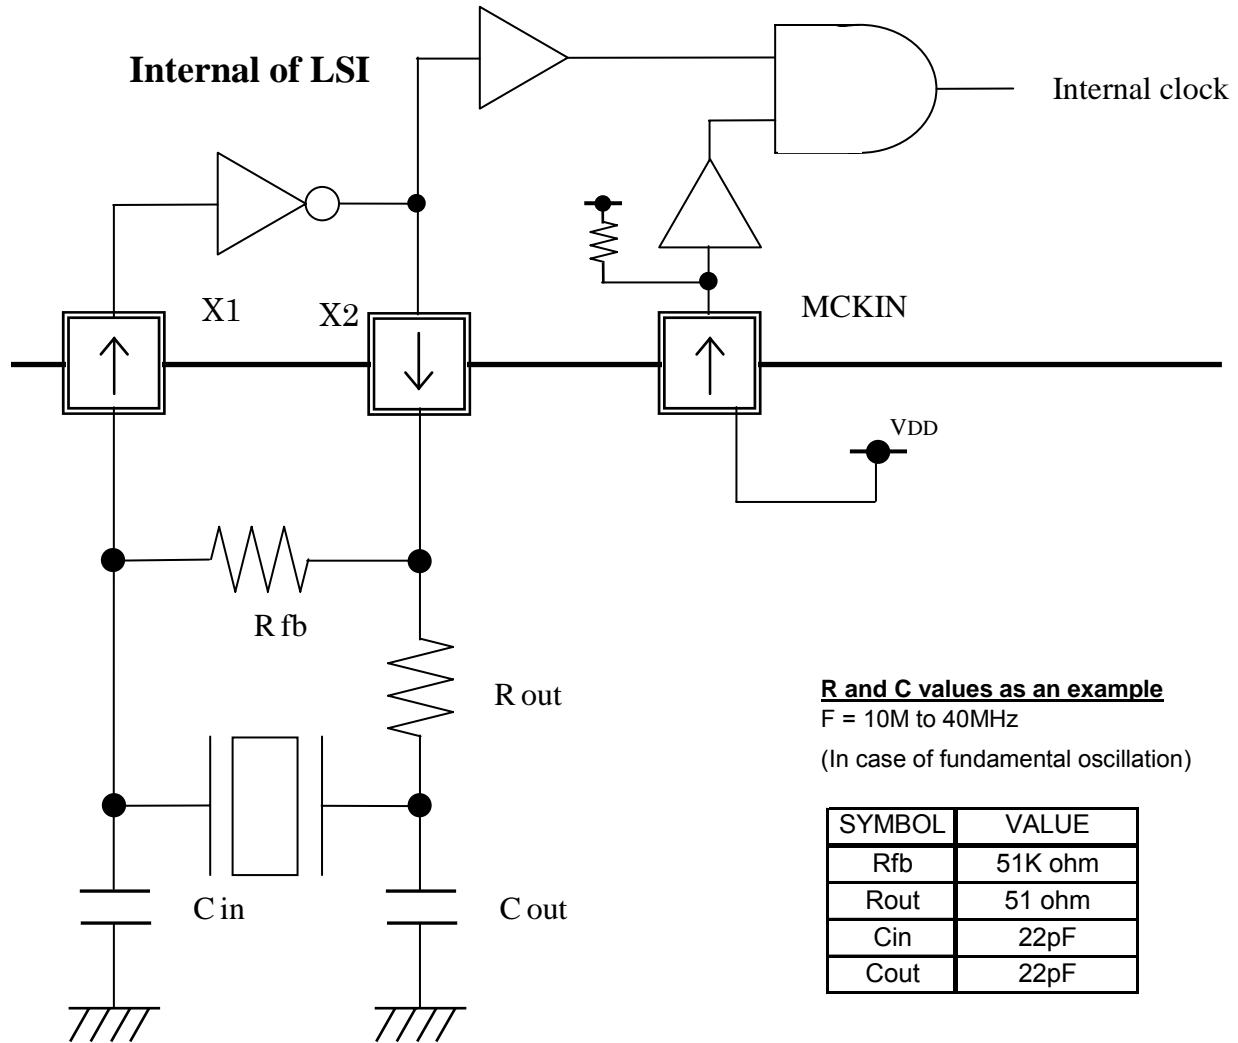 Internal of LSI
Internal clock
X1
X2
MCKIN
VDD
R fb
R out
C in
C out
R and C values as an example
F = 10M to 40MHz
(In case of fundamental oscillation)
SYMBOL VALUE
Rfb 51K ohm
Rout 51 ohm
Cin 22pF
Cout 22pF